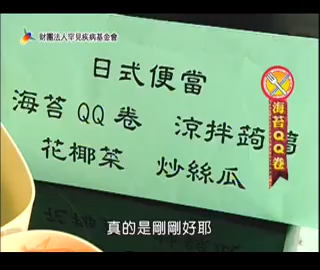 財團法人罕見疾病基金會
日式便當
海苔QQ卷 涼拌蒟蒻
花椰菜 炒絲瓜
海苔QQ卷
真的是剛剛好耶